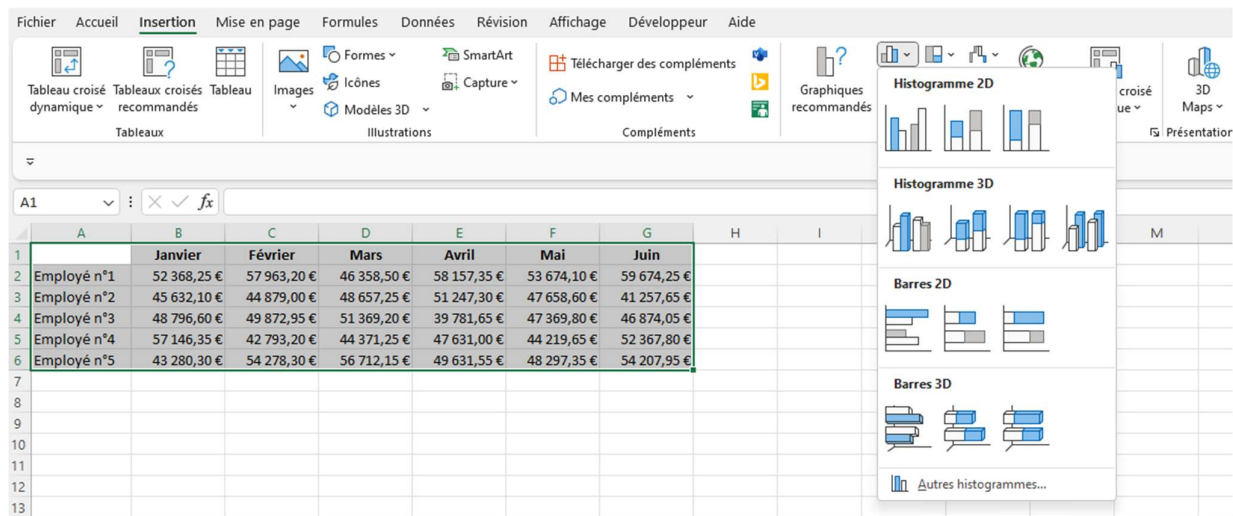 Fichier Accueil Insertion Mise en page Formules Données Révision Affichage Développeur Aide
Tableau croisé dynamique
Tableaux croisés recommandés
Tableau
Tableaux
Images
Formes
Icônes
Modèles 3D
SmartArt
Capture
Illustrations
Télécharger des compléments
Mes compléments
Compléments
Graphiques recommandés
croisé
ue
3D
Maps
Présentation
A1 fx
A B C D E F G H I M
1 Janvier Février Mars Avril Mai Juin
2 Employé n°1 52 368,25 € 57 963,20 € 46 358,50 € 58 157,35 € 53 674,10 € 59 674,25 €
3 Employé n°2 45 632,10 € 44 879,00 € 48 657,25 € 51 247,30 € 47 658,60 € 41 257,65 €
4 Employé n°3 48 796,60 € 49 872,95 € 51 369,20 € 39 781,65 € 47 369,80 € 46 874,05 €
5 Employé n°4 57 146,35 € 42 793,20 € 44 371,25 € 47 631,00 € 44 219,65 € 52 367,80 €
6 Employé n°5 43 280,30 € 54 278,30 € 56 712,15 € 49 631,55 € 48 297,35 € 54 207,95 €
7
8
9
10
11
12
13
Histogramme 2D
Histogramme 3D
Barres 2D
Barres 3D
Autres histogrammes...